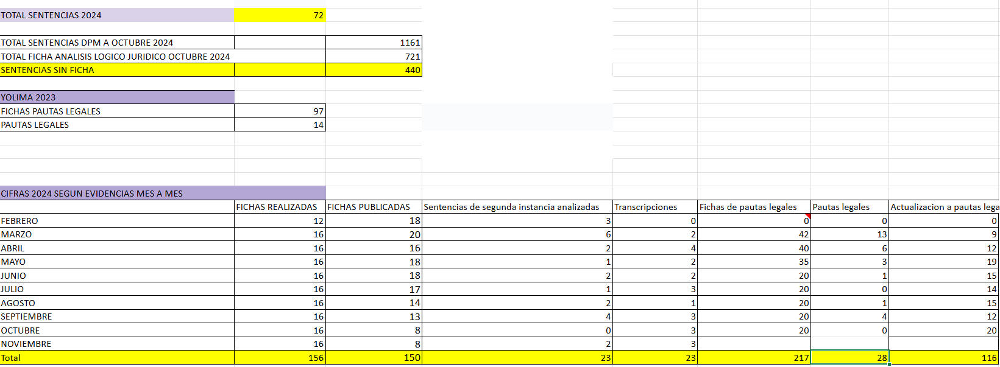 TOTAL SENTENCIAS 2024 72
TOTAL SENTENCIAS DPM A OCTUBRE 2024 1161
TOTAL FICHA ANALISIS LOGICO JURIDICO OCTUBRE 2024 721
SENTENCIAS SIN FICHA 440
YOLIMA 2023
FICHAS PAUTAS LEGALES 97
PAUTAS LEGALES 14
CIFRAS 2024 SEGUN EVIDENCIAS MES A MES
FICHAS REALIZADAS FICHAS PUBLICADAS Sentencias de segunda instancia analizadas Transcripciones Fichas de pautas legales Pautas legales Actualizacion a pautas lega
FEBRERO 12 18 3 0 0 0 0
MARZO 16 20 6 2 42 13 9
ABRIL 16 16 2 4 40 6 12
MAYO 16 18 1 2 35 3 19
JUNIO 16 18 2 2 20 1 15
JULIO 16 17 1 3 20 0 14
AGOSTO 16 14 2 1 20 1 15
SEPTIEMBRE 16 13 4 3 20 4 12
OCTUBRE 16 8 0 3 20 0 20
NOVIEMBRE 16 8 2 3
Total 156 150 23 23 217 28 116